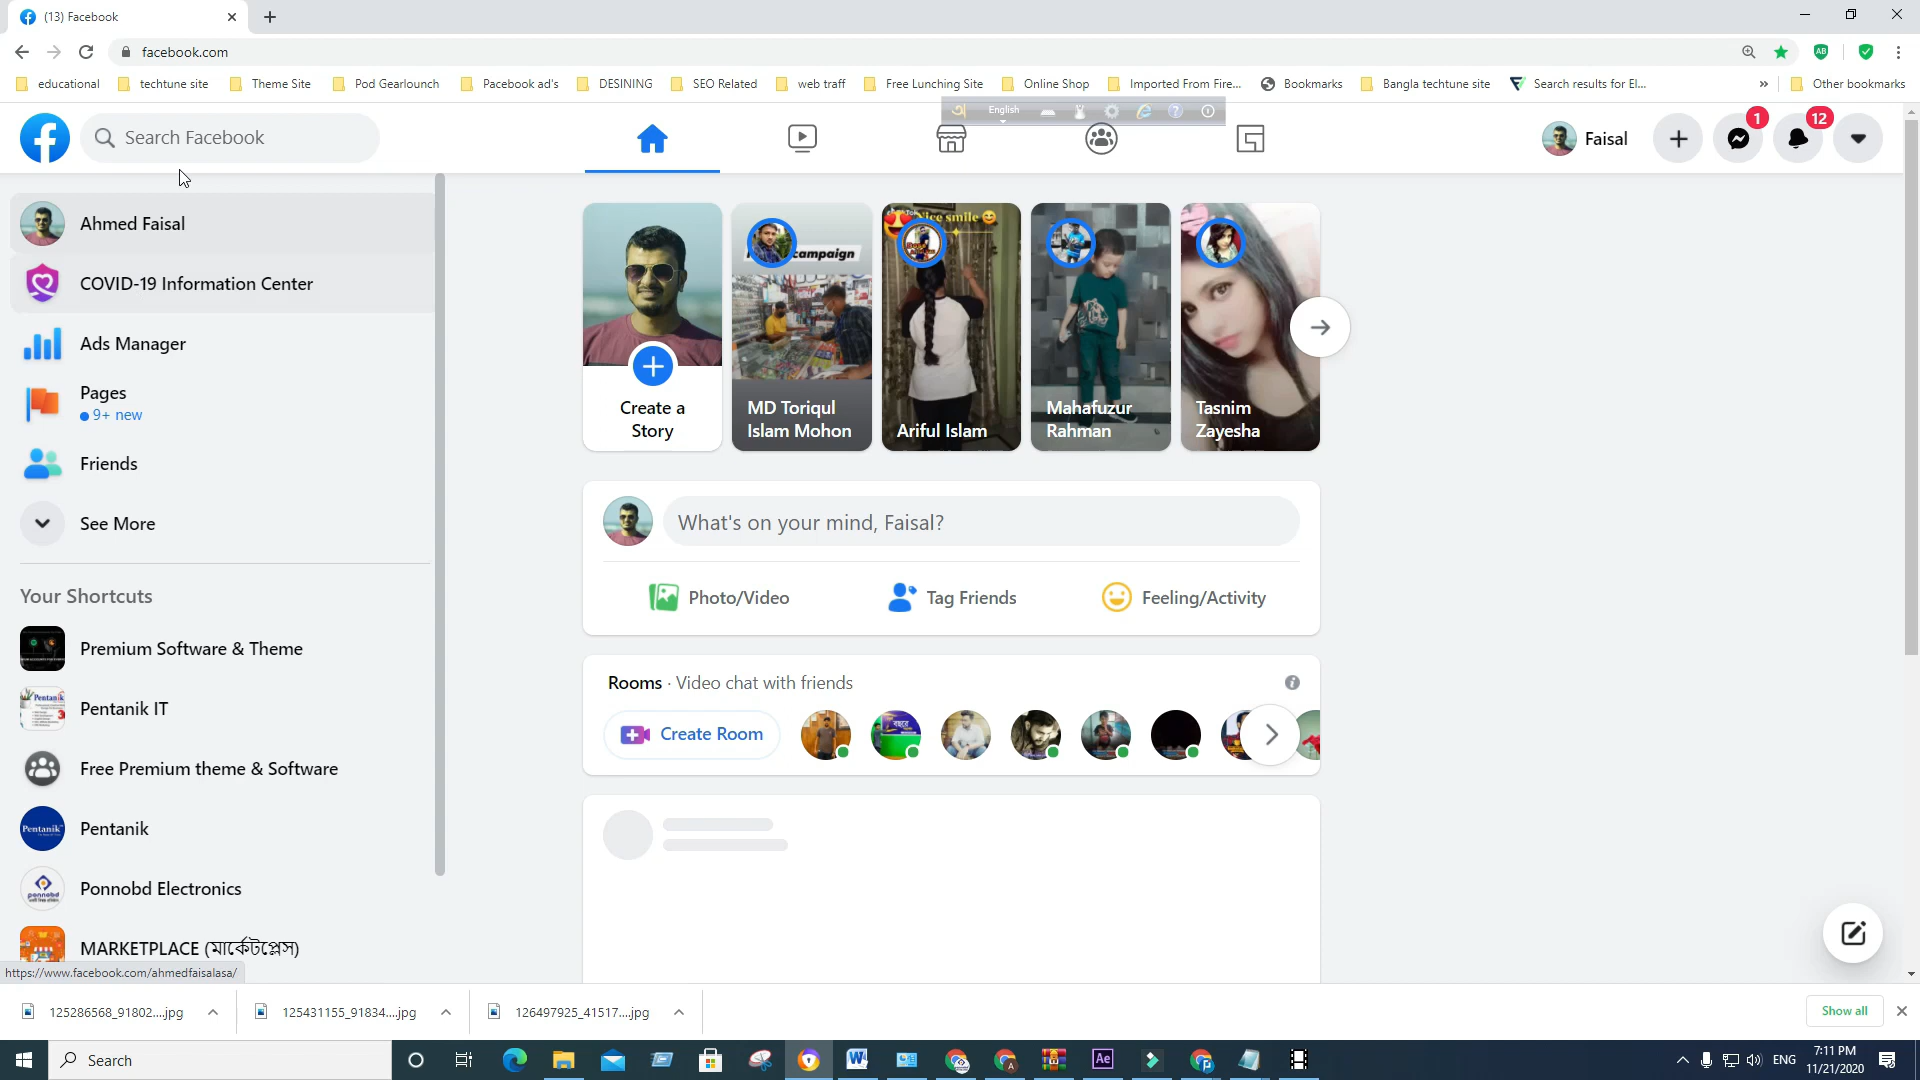 (13) Facebook
facebook.com
educational
techtune site
Theme Site
Pod Gearlounch
Pacebook ad's
DESINING
SEO Related
web traff
Free Lunching Site
Online Shop
Imported From Fire...
Bookmarks
Bangla techtune site
Search results for El...
Other bookmarks
English
Search Facebook
Faisal
1
12
Ahmed Faisal
COVID-19 Information Center
Ads Manager
Pages
9+ new
Friends
See More
Your Shortcuts
Premium Software & Theme
Pentanik IT
Free Premium theme & Software
Pentanik
Ponnobd Electronics
MARKETPLACE (মার্কেটপ্লেস)
https://www.facebook.com/ahmedfaisalasa/
Create a
Story
campaign
MD Toriqul
Islam Mohon
Nice smile
Ariful Islam
Mahafuzur
Rahman
Tasnim
Zayesha
What's on your mind, Faisal?
Photo/Video
Tag Friends
Feeling/Activity
Rooms · Video chat with friends
Create Room
125286568_91802....jpg
125431155_91834....jpg
126497925_41517....jpg
Show all
Search
ENG
7:11 PM
11/21/2020